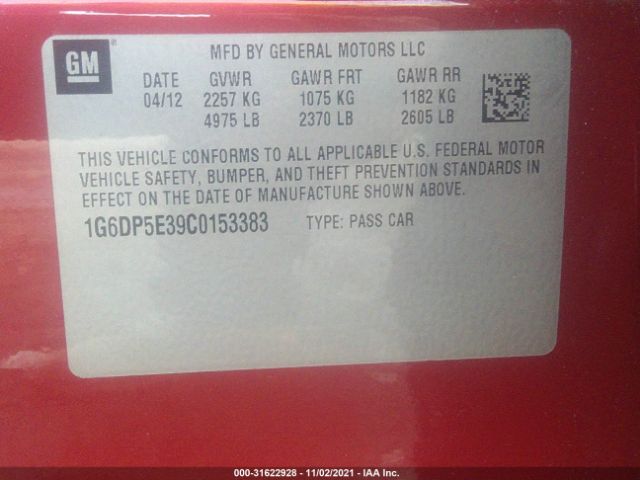 GM
MFD BY GENERAL MOTORS LLC
DATE GVWR GAWR FRT GAWR RR
04/12 2257 KG 1075 KG 1182 KG
4975 LB 2370 LB 2605 LB
THIS VEHICLE CONFORMS TO ALL APPLICABLE U.S. FEDERAL MOTOR
VEHICLE SAFETY, BUMPER, AND THEFT PREVENTION STANDARDS IN
EFFECT ON THE DATE OF MANUFACTURE SHOWN ABOVE.
1G6DP5E39C0153383 TYPE: PASS CAR
000-31622928 - 11/02/2021 - IAA Inc.